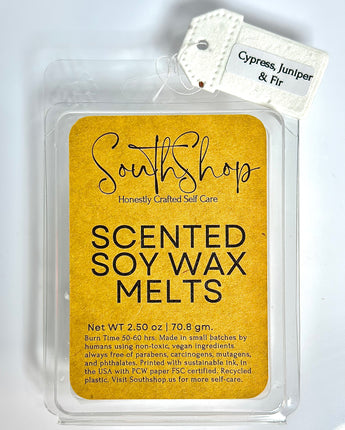 Cypress, Juniper
& Fir
SouthShop
Honestly Crafted Self Care
SCENTED
SOY WAX
MELTS
Net WT 2.50 oz | 70.8 gm.
Burn Time 50-60 hrs. Made in small batches by
humans using non-toxic, vegan ingredients,
always free of parabens, carcinogens, mutagens,
and phthalates. Printed with sustainable ink, in
the USA with PCW paper FSC certified. Recycled
plastic. Visit Southshop.us for more self-care.